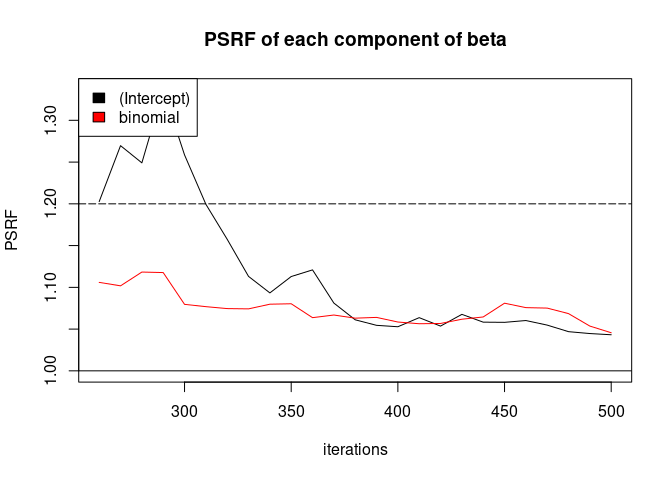 PSRF of each component of beta
(Intercept)
binomial
PSRF
1.30
1.20
1.10
1.00
300 350 400 450 500
iterations